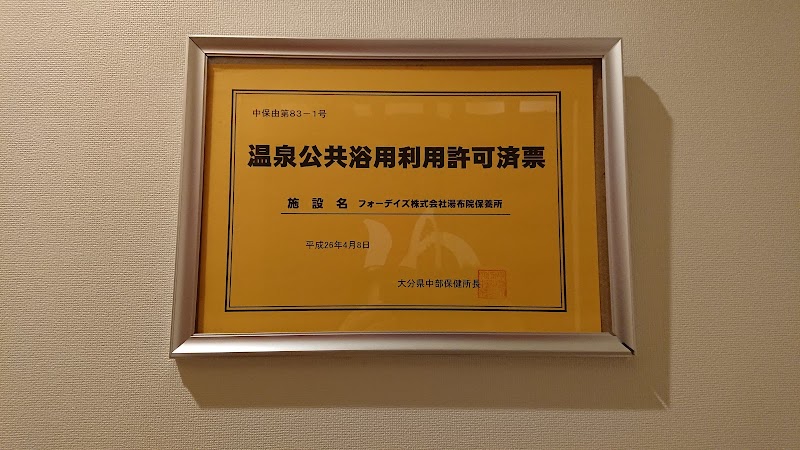 中保由第83-1号
温泉公共浴用利用許可済票
施設名 フォーデイズ株式会社湯布院保養所
平成26年4月8日
大分県中部保健所長